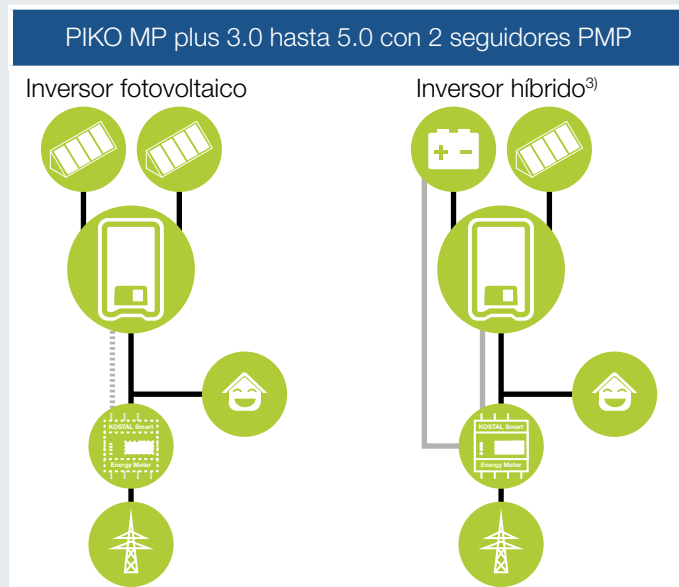 PIKO MP plus 3.0 hasta 5.0 con 2 seguidores PMP
Inversor fotovoltaico
Inversor híbrido3)
KOSTAL Smart
Energy Meter
KOSTAL Smart
Energy Meter